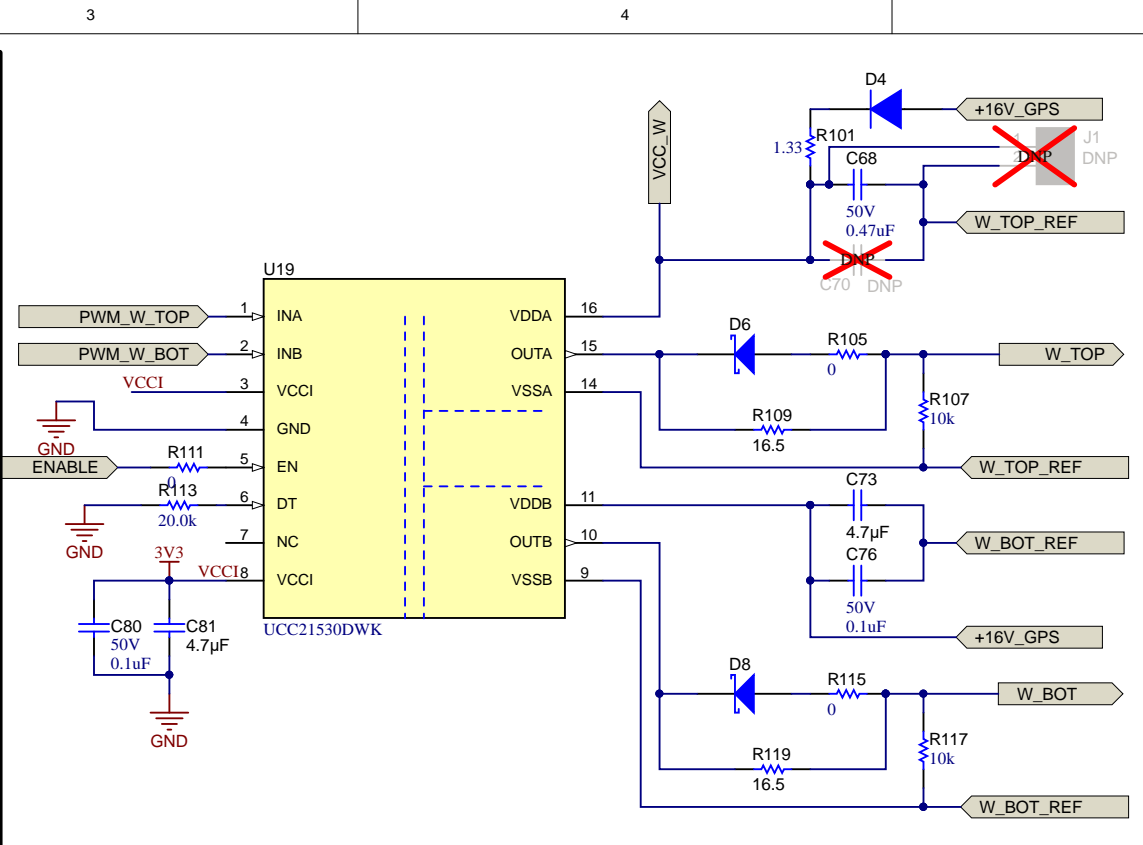 3
4
D4
+16V_GPS
VCC_W
R101
1.33
1
2
DNP
J1
DNP
C68
50V
0.47uF
W_TOP_REF
DNP
C70
DNP
U19
PWM_W_TOP
1
INA
VDDA
16
PWM_W_BOT
2
INB
OUTA
15
D6
R105
0
W_TOP
VCCI
3
VCCI
VSSA
14
R107
10k
4
GND
R109
16.5
GND
ENABLE
R111
0
5
EN
W_TOP_REF
R113
20.0k
6
DT
VDDB
11
C73
4.7µF
GND
7
NC
OUTB
10
W_BOT_REF
3V3
VCCI
8
VCCI
VSSB
9
C76
50V
0.1uF
C80
50V
0.1uF
C81
4.7µF
UCC21530DWK
+16V_GPS
D8
R115
0
W_BOT
GND
R117
10k
R119
16.5
W_BOT_REF